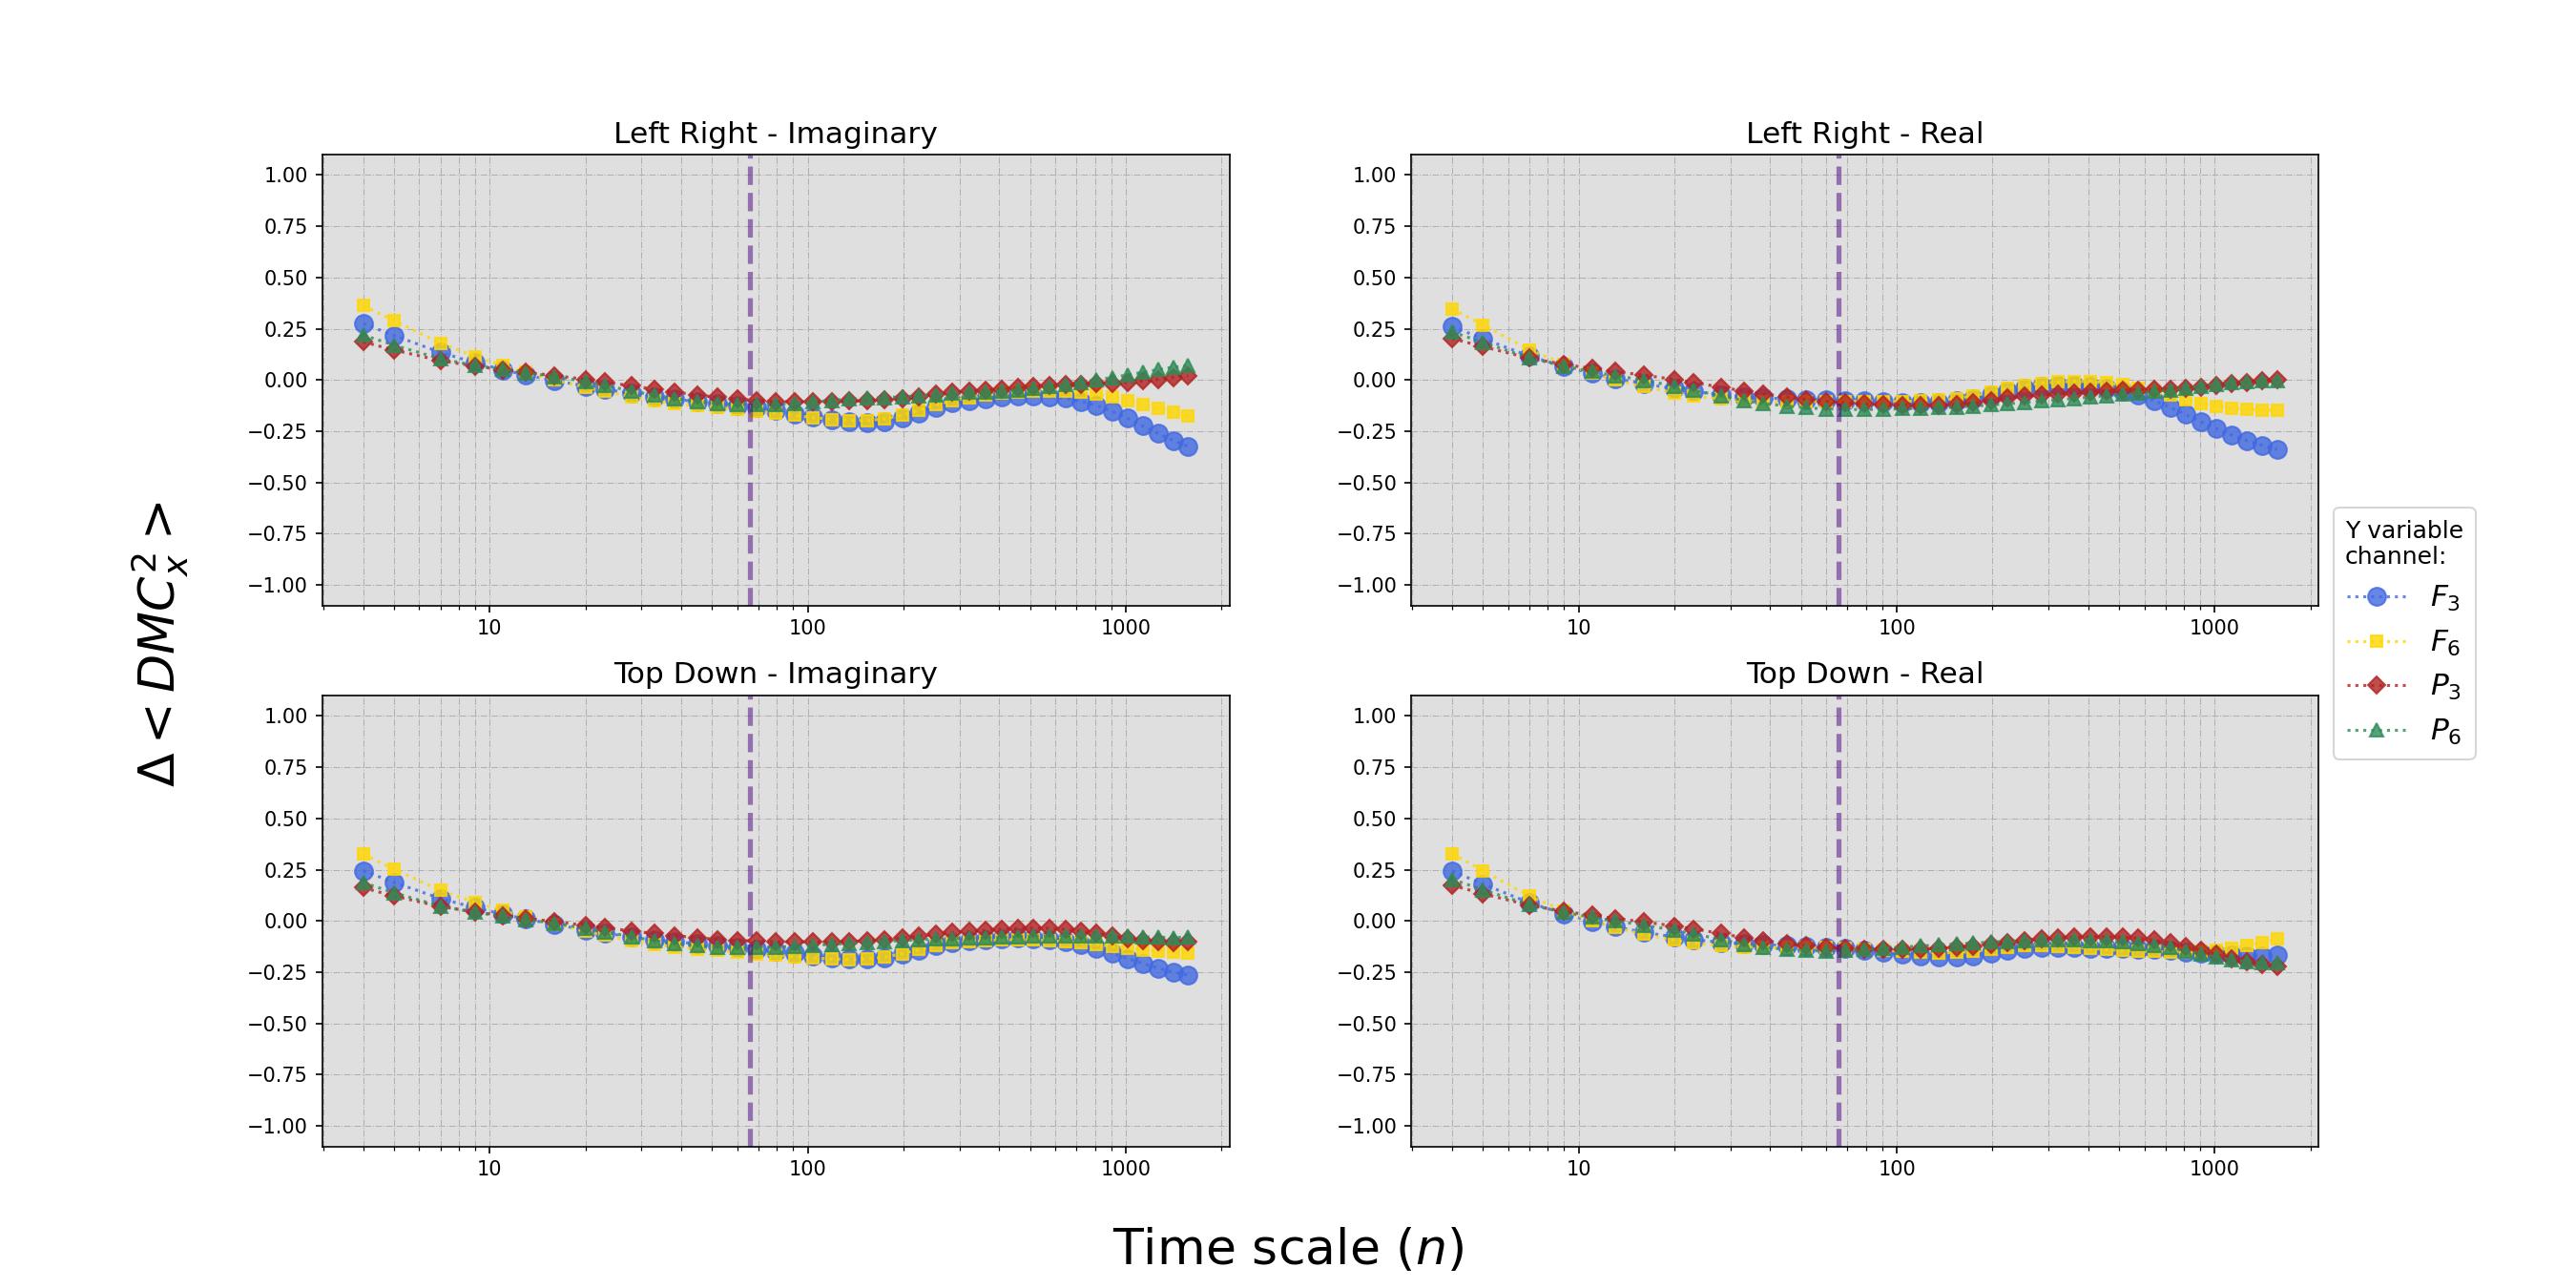 Left Right - Imaginary
1.00
0.75
0.50
0.25
0.00
−0.25
−0.50
−0.75
−1.00
10 100 1000
Left Right - Real
1.00
0.75
0.50
0.25
0.00
−0.25
−0.50
−0.75
−1.00
10 100 1000
Top Down - Imaginary
1.00
0.75
0.50
0.25
0.00
−0.25
−0.50
−0.75
−1.00
10 100 1000
Top Down - Real
1.00
0.75
0.50
0.25
0.00
−0.25
−0.50
−0.75
−1.00
10 100 1000
Δ < DMC²ₓ >
Time scale (n)
Y variable
channel:
F₃
F₆
P₃
P₆